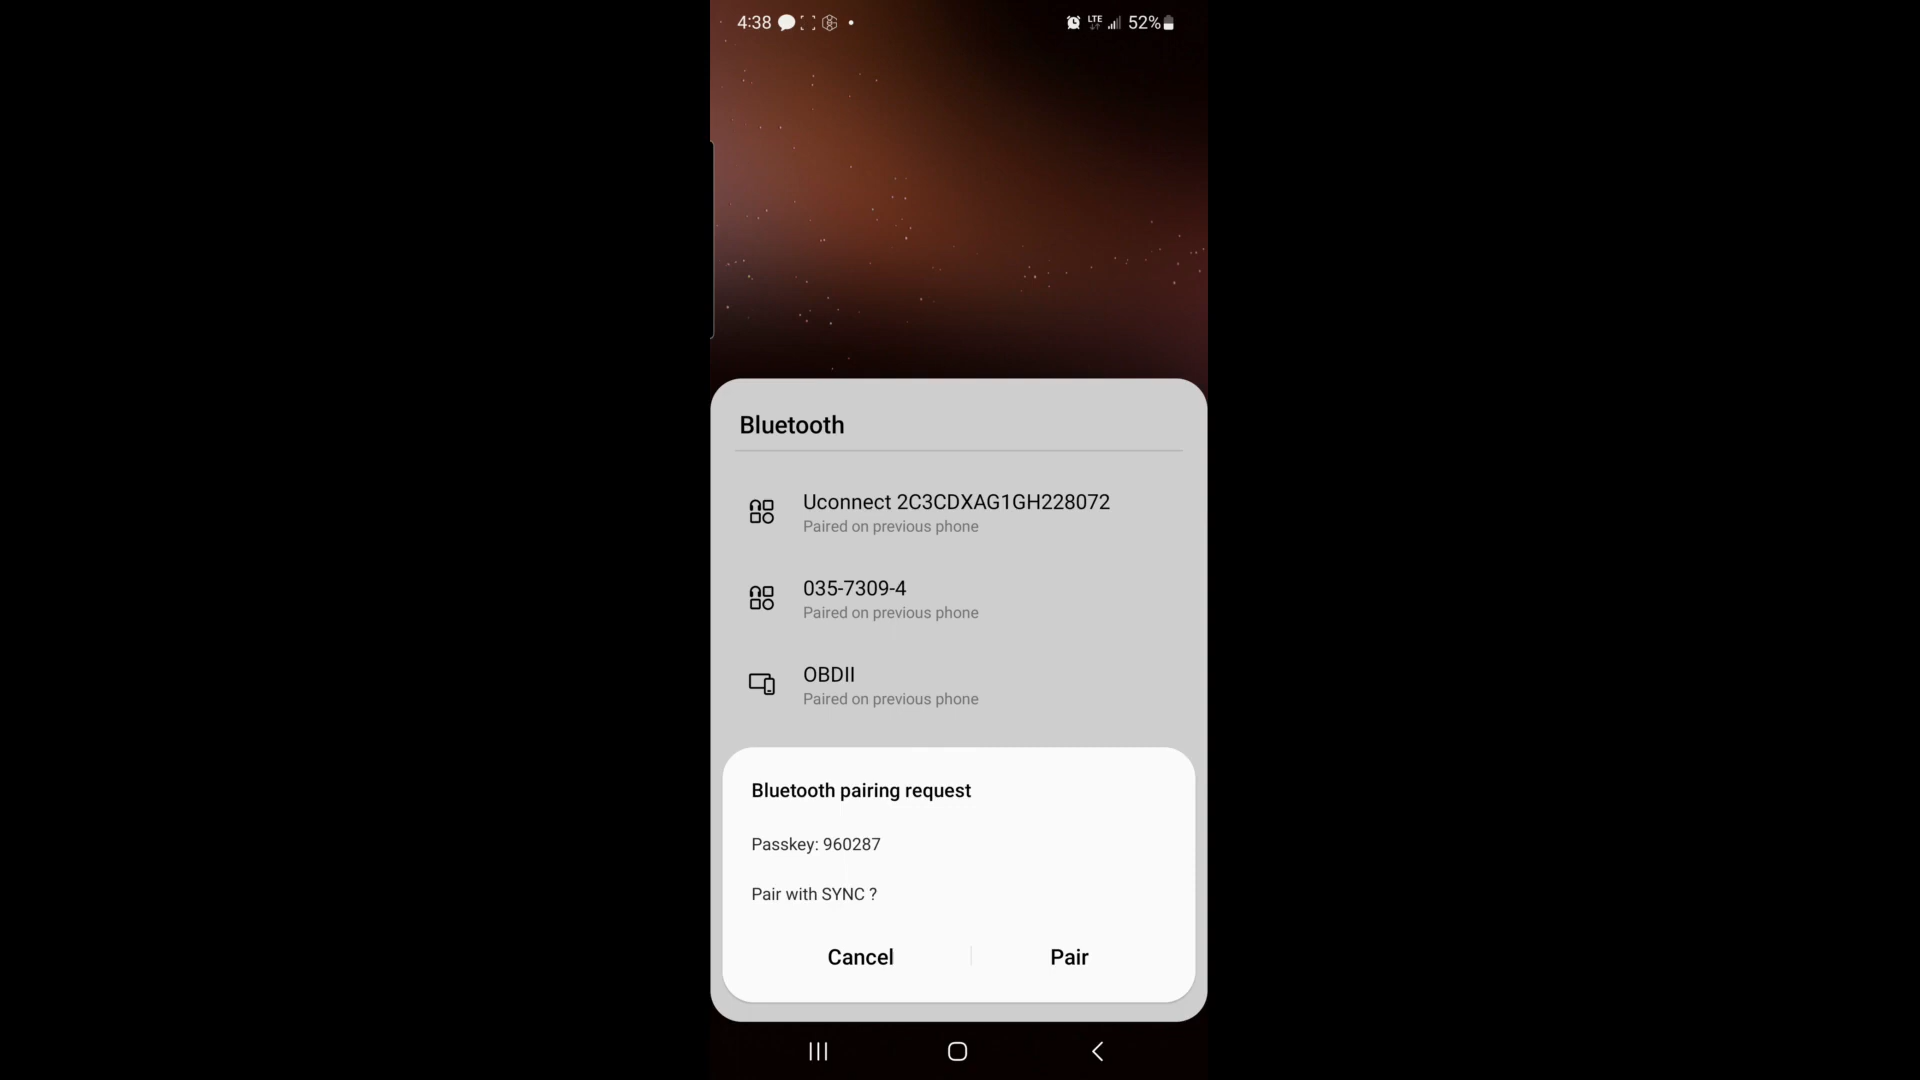 4:38
LTE
52%
Bluetooth
Uconnect 2C3CDXAG1GH228072
Paired on previous phone
035-7309-4
Paired on previous phone
OBDII
Paired on previous phone
Bluetooth pairing request
Passkey: 960287
Pair with SYNC ?
Cancel
Pair